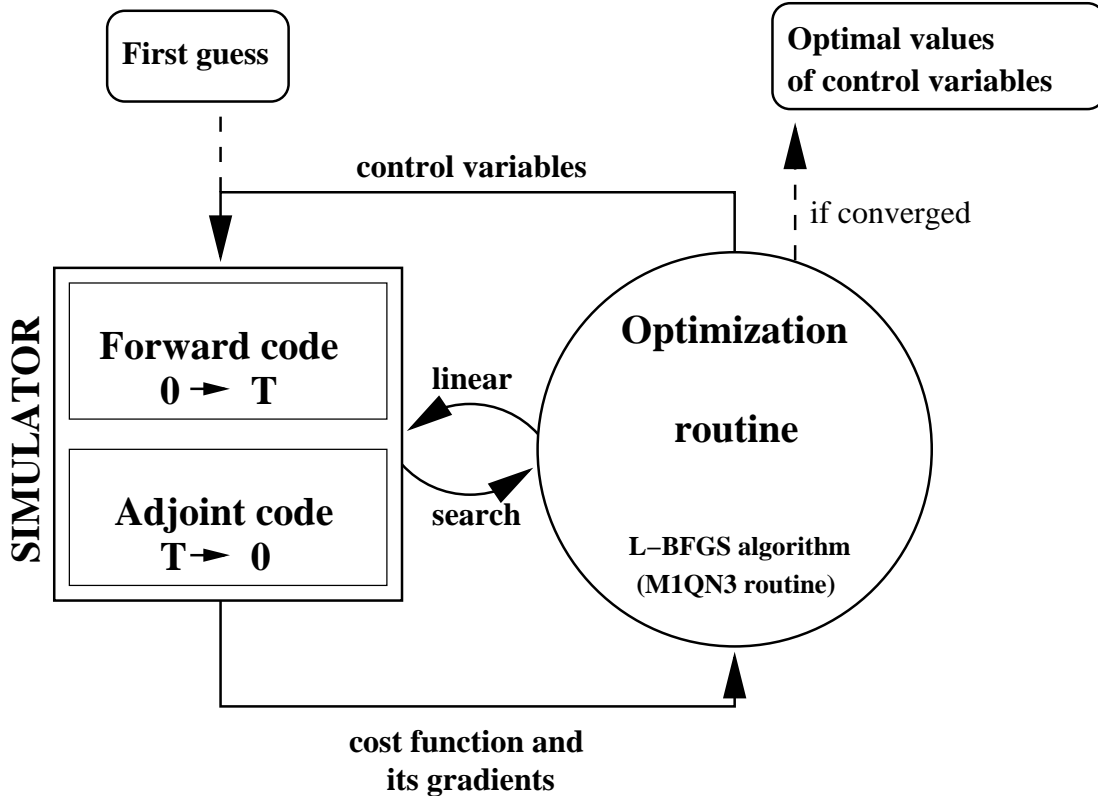 First guess
Optimal values
of control variables
control variables
if converged
SIMULATOR
Forward code
0 → T
Adjoint code
T → 0
linear
search
Optimization
routine
L–BFGS algorithm
(M1QN3 routine)
cost function and
its gradients